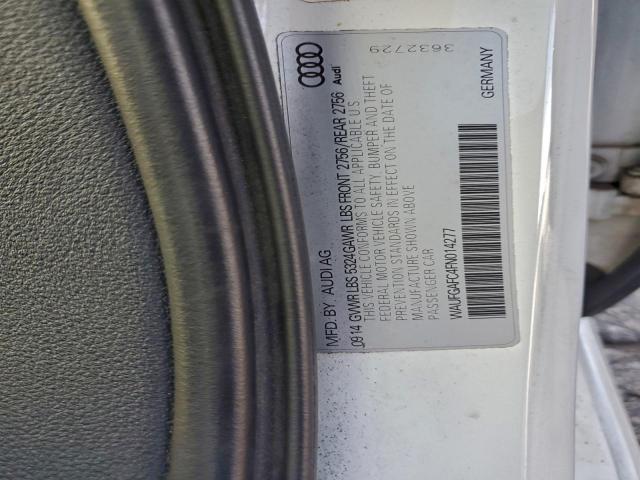 MFD. BY. AUDI AG
09 14 GVWR LBS 5324 GAWR LBS FRONT 2756/REAR 2756
THIS VEHICLE CONFORMS TO ALL APPLICABLE U S
FEDERAL MOTOR VEHICLE SAFETY, BUMPER AND THEFT
PREVENTION STANDARDS IN EFFECT ON THE DATE OF
MANUFACTURE SHOWN ABOVE
PASSENGER CAR
Audi
3632729
WAUFGAFC4FN014277
GERMANY